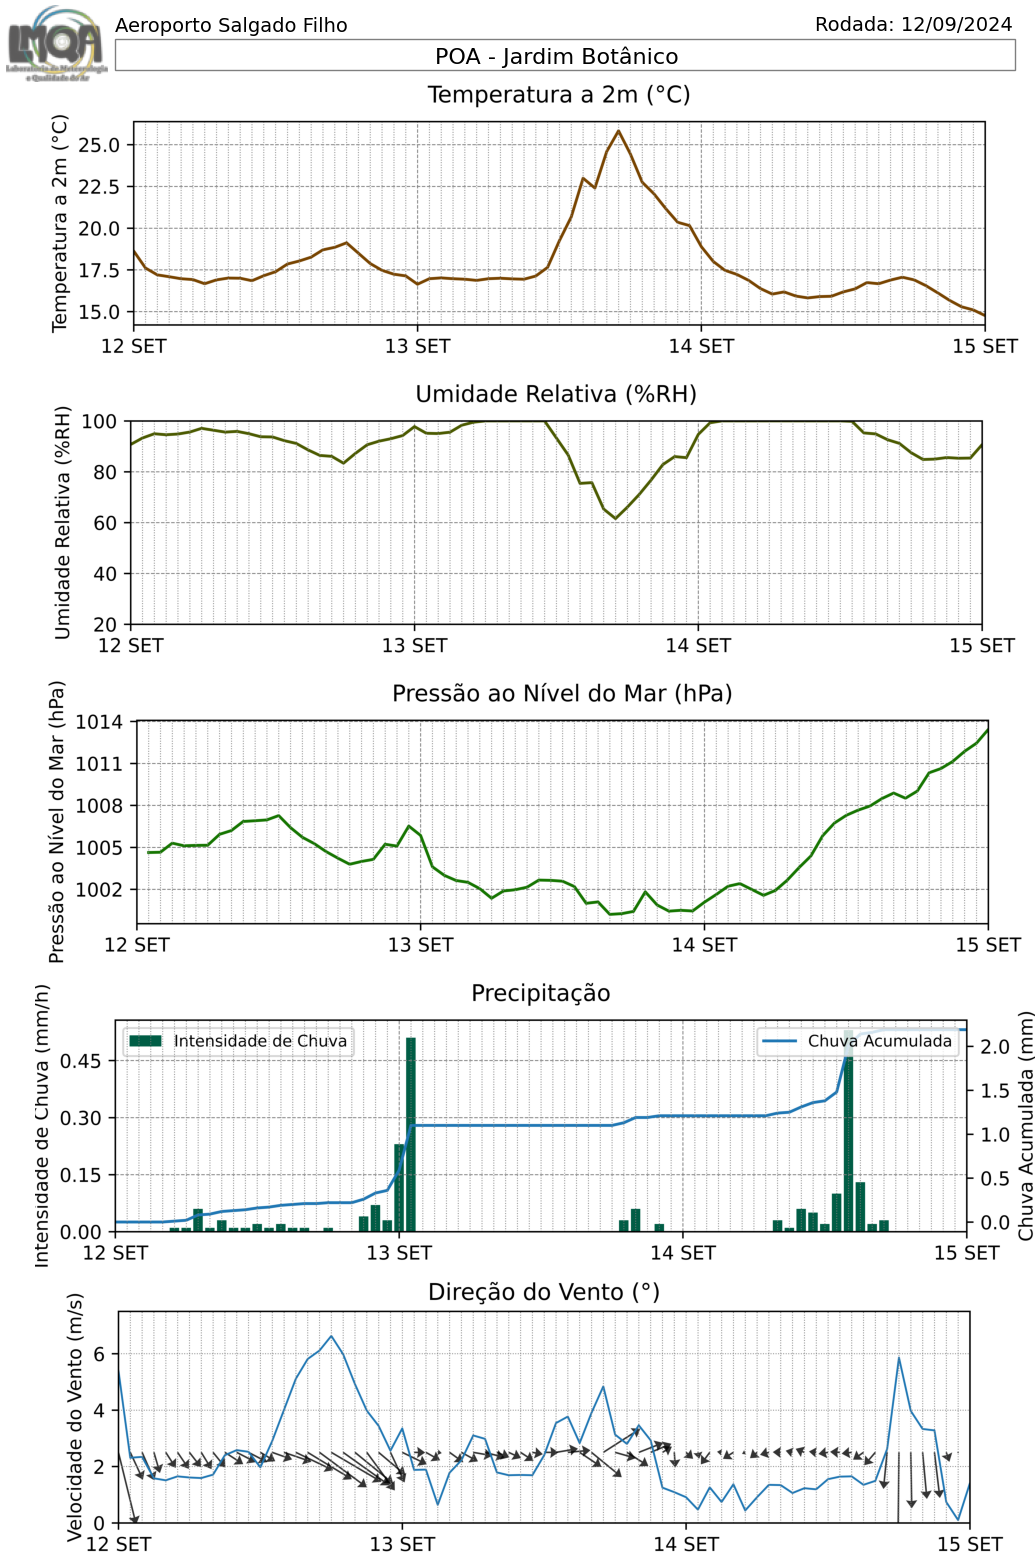 LMQA
Laboratório de Meteorologia
e Qualidade do Ar
Aeroporto Salgado Filho
Rodada: 12/09/2024
POA - Jardim Botânico
Temperatura a 2m (°C)
Temperatura a 2m (°C)
25.0
22.5
20.0
17.5
15.0
12 SET 13 SET 14 SET 15 SET
Umidade Relativa (%RH)
Umidade Relativa (%RH)
100
80
60
40
20
12 SET 13 SET 14 SET 15 SET
Pressão ao Nível do Mar (hPa)
Pressão ao Nível do Mar (hPa)
1014
1011
1008
1005
1002
12 SET 13 SET 14 SET 15 SET
Precipitação
Intensidade de Chuva (mm/h)
0.45
0.30
0.15
0.00
Intensidade de Chuva
Chuva Acumulada
2.0
1.5
1.0
0.5
0.0
Chuva Acumulada (mm)
12 SET 13 SET 14 SET 15 SET
Direção do Vento (°)
Velocidade do Vento (m/s)
6
4
2
0
12 SET 13 SET 14 SET 15 SET